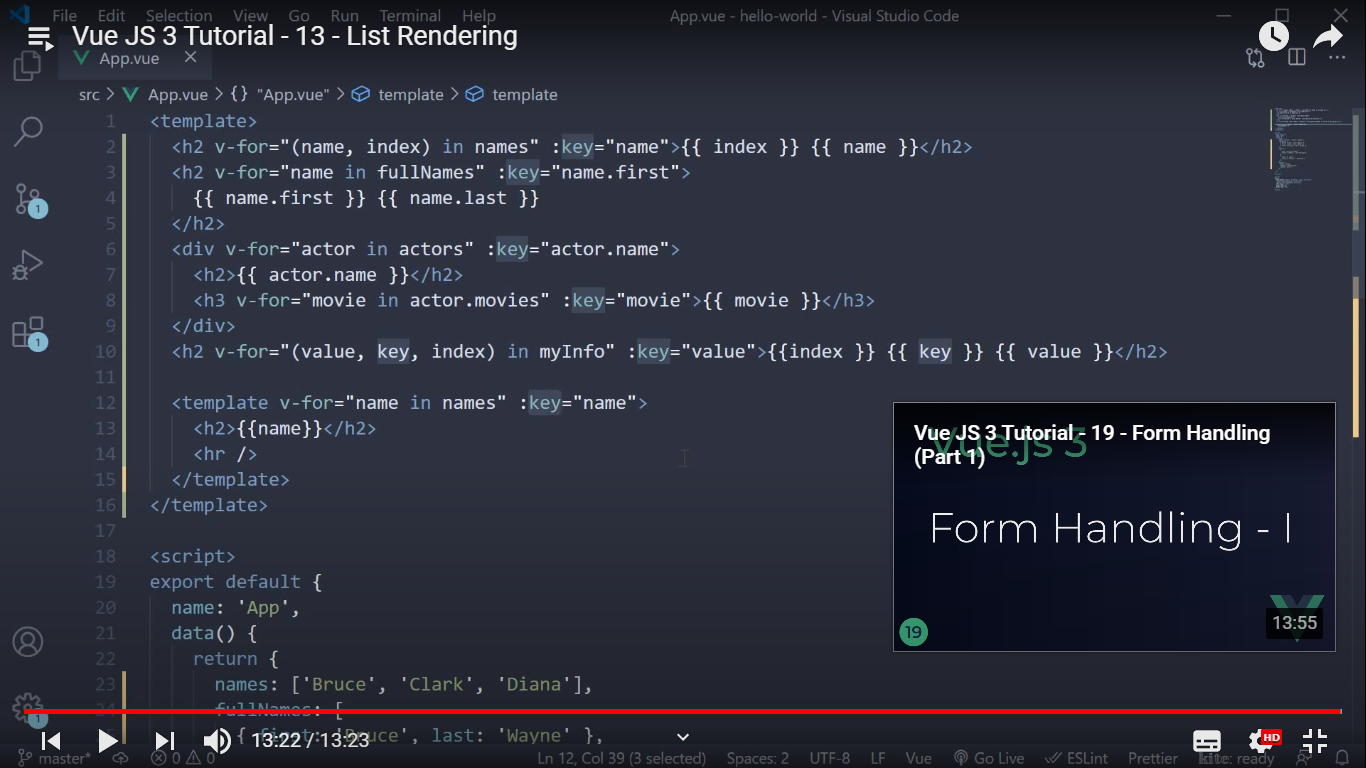 File Edit Selection View Go Run Terminal Help
App.vue - hello-world - Visual Studio Code
Vue JS 3 Tutorial - 13 - List Rendering
App.vue
src > App.vue > {} "App.vue" > template > template
1 <template>
2 <h2 v-for="(name, index) in names" :key="name">{{ index }} {{ name }}</h2>
3 <h2 v-for="name in fullNames" :key="name.first">
4 {{ name.first }} {{ name.last }}
5 </h2>
6 <div v-for="actor in actors" :key="actor.name">
7 <h2>{{ actor.name }}</h2>
8 <h3 v-for="movie in actor.movies" :key="movie">{{ movie }}</h3>
9 </div>
10 <h2 v-for="(value, key, index) in myInfo" :key="value">{{index }} {{ key }} {{ value }}</h2>
11
12 <template v-for="name in names" :key="name">
13 <h2>{{name}}</h2>
14 <hr />
15 </template>
16 </template>
17
18 <script>
19 export default {
20 name: 'App',
21 data() {
22 return {
23 names: ['Bruce', 'Clark', 'Diana'],
24 fullNames: [
{ first: 'Bruce', last: 'Wayne' },
1
1
1
Vue.js 3
Vue JS 3 Tutorial - 19 - Form Handling
(Part 1)
Form Handling - I
19
13:55
13:22 / 13:23
HD
master* 0 0 Ln 12, Col 39 (3 selected) Spaces: 2 UTF-8 LF Vue Go Live ESLint Prettier kite: ready